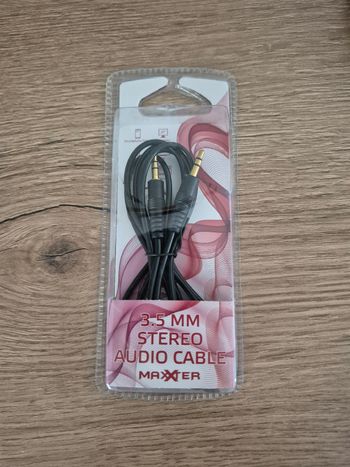 3.5 MM
STEREO
AUDIO CABLE
MAXXTER